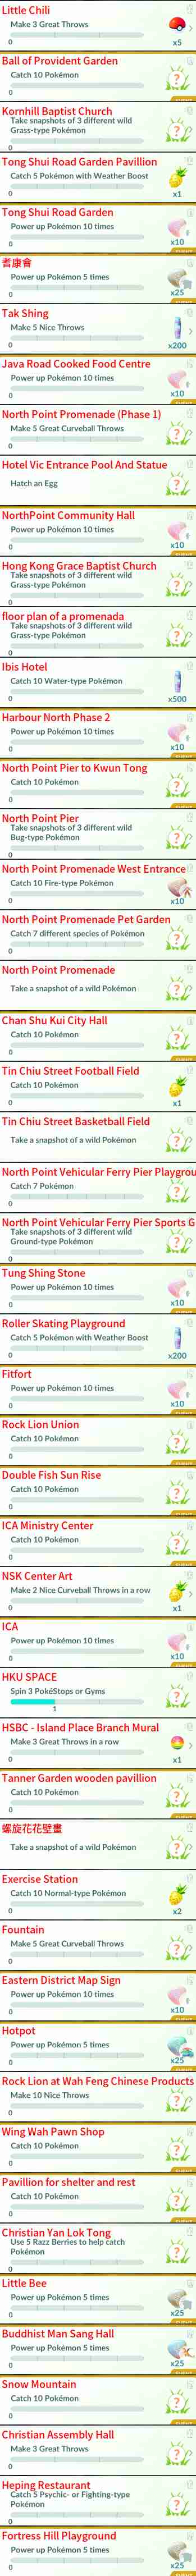 Little Chili
Make 3 Great Throws
0
x5
Ball of Provident Garden
Catch 10 Pokémon
0
EVENT
Kornhill Baptist Church
Take snapshots of 3 different wild
Grass-type Pokémon
0
Tong Shui Road Garden Pavillion
Catch 5 Pokémon with Weather Boost
0
x1
Tong Shui Road Garden
Power up Pokémon 10 times
0
x10
EVENT
耆康會
Power up Pokémon 5 times
0
x25
EVENT
Tak Shing
Make 5 Nice Throws
0
x200
Java Road Cooked Food Centre
Power up Pokémon 10 times
0
x10
EVENT
North Point Promenade (Phase 1)
Make 5 Great Curveball Throws
0
Hotel Vic Entrance Pool And Statue
Hatch an Egg
NorthPoint Community Hall
Power up Pokémon 10 times
0
x10
EVENT
Hong Kong Grace Baptist Church
Take snapshots of 3 different wild
Grass-type Pokémon
0
floor plan of a promenada
Take snapshots of 3 different wild
Grass-type Pokémon
0
Ibis Hotel
Catch 10 Water-type Pokémon
0
x500
Harbour North Phase 2
Power up Pokémon 10 times
0
x10
EVENT
North Point Pier to Kwun Tong
Catch 10 Pokémon
0
EVENT
North Point Pier
Take snapshots of 3 different wild
Bug-type Pokémon
0
North Point Promenade West Entrance
Catch 10 Fire-type Pokémon
0
x10
North Point Promenade Pet Garden
Catch 7 different species of Pokémon
0
North Point Promenade
Take a snapshot of a wild Pokémon
Chan Shu Kui City Hall
Catch 10 Pokémon
0
EVENT
Tin Chiu Street Football Field
Catch 10 Pokémon
0
x1
Tin Chiu Street Basketball Field
Take a snapshot of a wild Pokémon
North Point Vehicular Ferry Pier Playgrou
Catch 7 Pokémon
0
North Point Vehicular Ferry Pier Sports G
Take snapshots of 3 different wild
Ground-type Pokémon
0
Tung Shing Stone
Power up Pokémon 10 times
0
x10
EVENT
Roller Skating Playground
Catch 5 Pokémon with Weather Boost
0
x200
Fitfort
Power up Pokémon 10 times
0
x10
EVENT
Rock Lion Union
Catch 10 Pokémon
0
EVENT
Double Fish Sun Rise
Catch 10 Pokémon
0
EVENT
ICA Ministry Center
Catch 10 Pokémon
0
EVENT
NSK Center Art
Make 2 Nice Curveball Throws in a row
0
x1
ICA
Power up Pokémon 10 times
0
x10
EVENT
HKU SPACE
Spin 3 PokéStops or Gyms
1
HSBC - Island Place Branch Mural
Make 3 Great Throws in a row
0
x1
Tanner Garden wooden pavillion
Catch 10 Pokémon
0
EVENT
螺旋花花壁畫
Take a snapshot of a wild Pokémon
Exercise Station
Catch 10 Normal-type Pokémon
0
x2
Fountain
Make 5 Great Curveball Throws
0
Eastern District Map Sign
Power up Pokémon 10 times
0
x10
EVENT
Hotpot
Power up Pokémon 5 times
0
x25
EVENT
Rock Lion at Wah Feng Chinese Products
Make 10 Nice Throws
0
Wing Wah Pawn Shop
Catch 10 Pokémon
0
EVENT
Pavillion for shelter and rest
Catch 10 Pokémon
0
EVENT
Christian Yan Lok Tong
Use 5 Razz Berries to help catch
Pokémon
0
Little Bee
Power up Pokémon 5 times
0
x25
EVENT
Buddhist Man Sang Hall
Power up Pokémon 5 times
0
x25
EVENT
Snow Mountain
Catch 10 Pokémon
0
EVENT
Christian Assembly Hall
Make 3 Great Throws
0
Heping Restaurant
Catch 5 Psychic- or Fighting-type
Pokémon
0
Fortress Hill Playground
Power up Pokémon 5 times
0
x25
EVENT